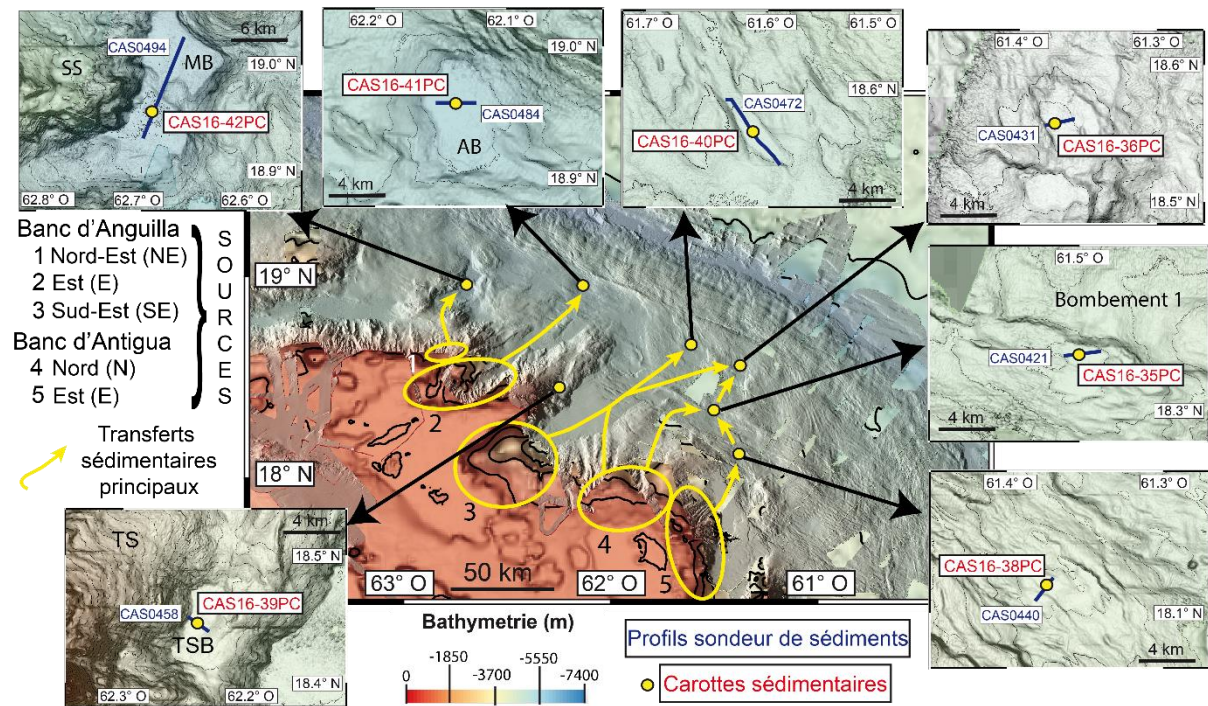 62.2° O
62.1° O
61.7° O
61.6° O
61.5° O
CAS0494
6 km
SS
MB
19.0° N
CAS16-42PC
18.9° N
62.8° O
62.7° O
62.6° O
19.0° N
CAS16-41PC
CAS0484
AB
4 km
18.9° N
CAS0472
18.6° N
CAS16-40PC
4 km
61.4° O
61.3° O
18.6° N
CAS0431
CAS16-36PC
4 km
18.5° N
Banc d'Anguilla
1 Nord-Est (NE)
2 Est (E)
3 Sud-Est (SE)
Banc d'Antigua
4 Nord (N)
5 Est (E)
SOURCES
Transferts
sédimentaires
principaux
19° N
18° N
1
2
3
4
5
63° O
50 km
62° O
61° O
61.5° O
Bombement 1
CAS0421
CAS16-35PC
4 km
18.3° N
TS
4 km
18.5° N
CAS0458
CAS16-39PC
TSB
18.4° N
62.3° O
62.2° O
61.4° O
61.3° O
CAS16-38PC
CAS0440
18.1° N
4 km
Bathymetrie (m)
-1850
-5550
0
-3700
-7400
Profils sondeur de sédiments
Carottes sédimentaires